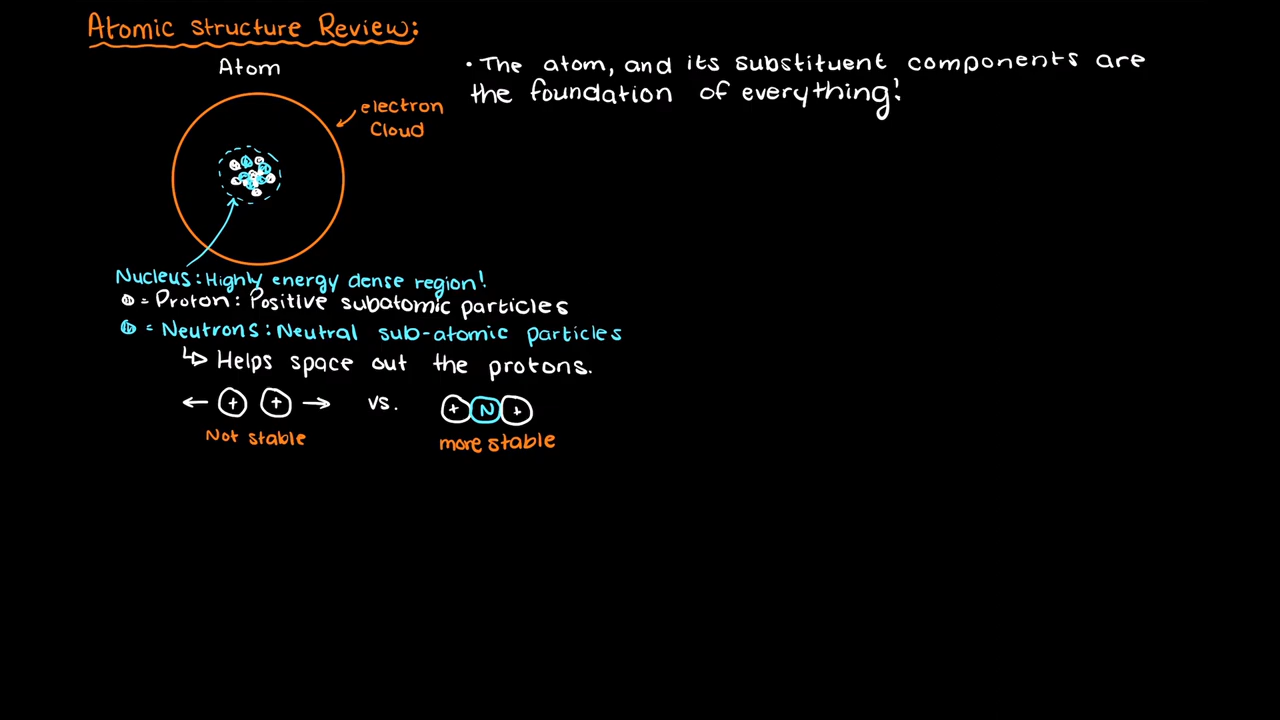 Atomic Structure Review:
Atom
electron
Cloud
• The atom, and its substituent components are
the foundation of everything!
Nucleus: Highly energy dense region!
= Proton: Positive subatomic particles
= Neutrons: Neutral sub-atomic particles
↳ Helps space out the protons.
← + + → vs. + N +
Not stable
more stable